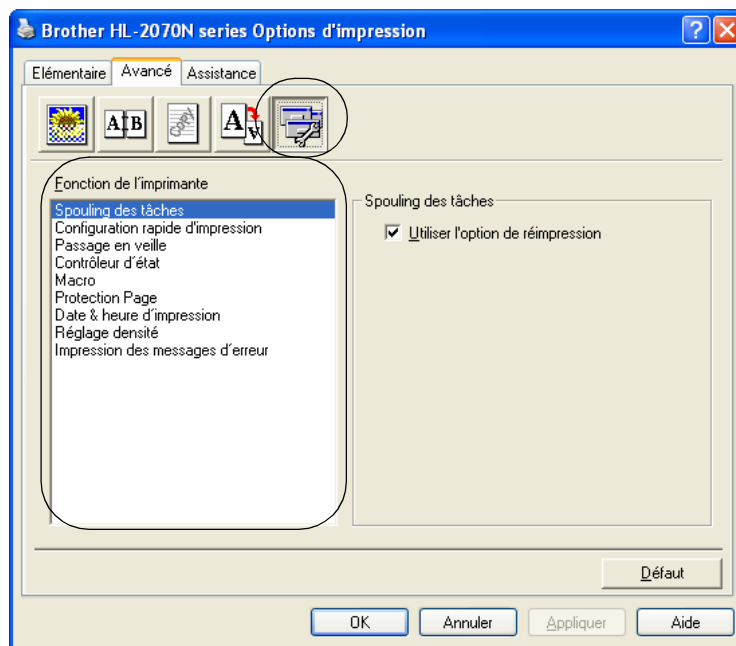 Brother HL-2070N series Options d'impression
Elémentaire Avancé Assistance
A B COPY A A
Fonction de l'imprimante
Spouling des tâches
Configuration rapide d'impression
Passage en veille
Contrôleur d´état
Macro
Protection Page
Date & heure d´impression
Réglage densité
Impression des messages d´erreur
Spouling des tâches
Utiliser l'option de réimpression
Défaut
OK Annuler Appliquer Aide